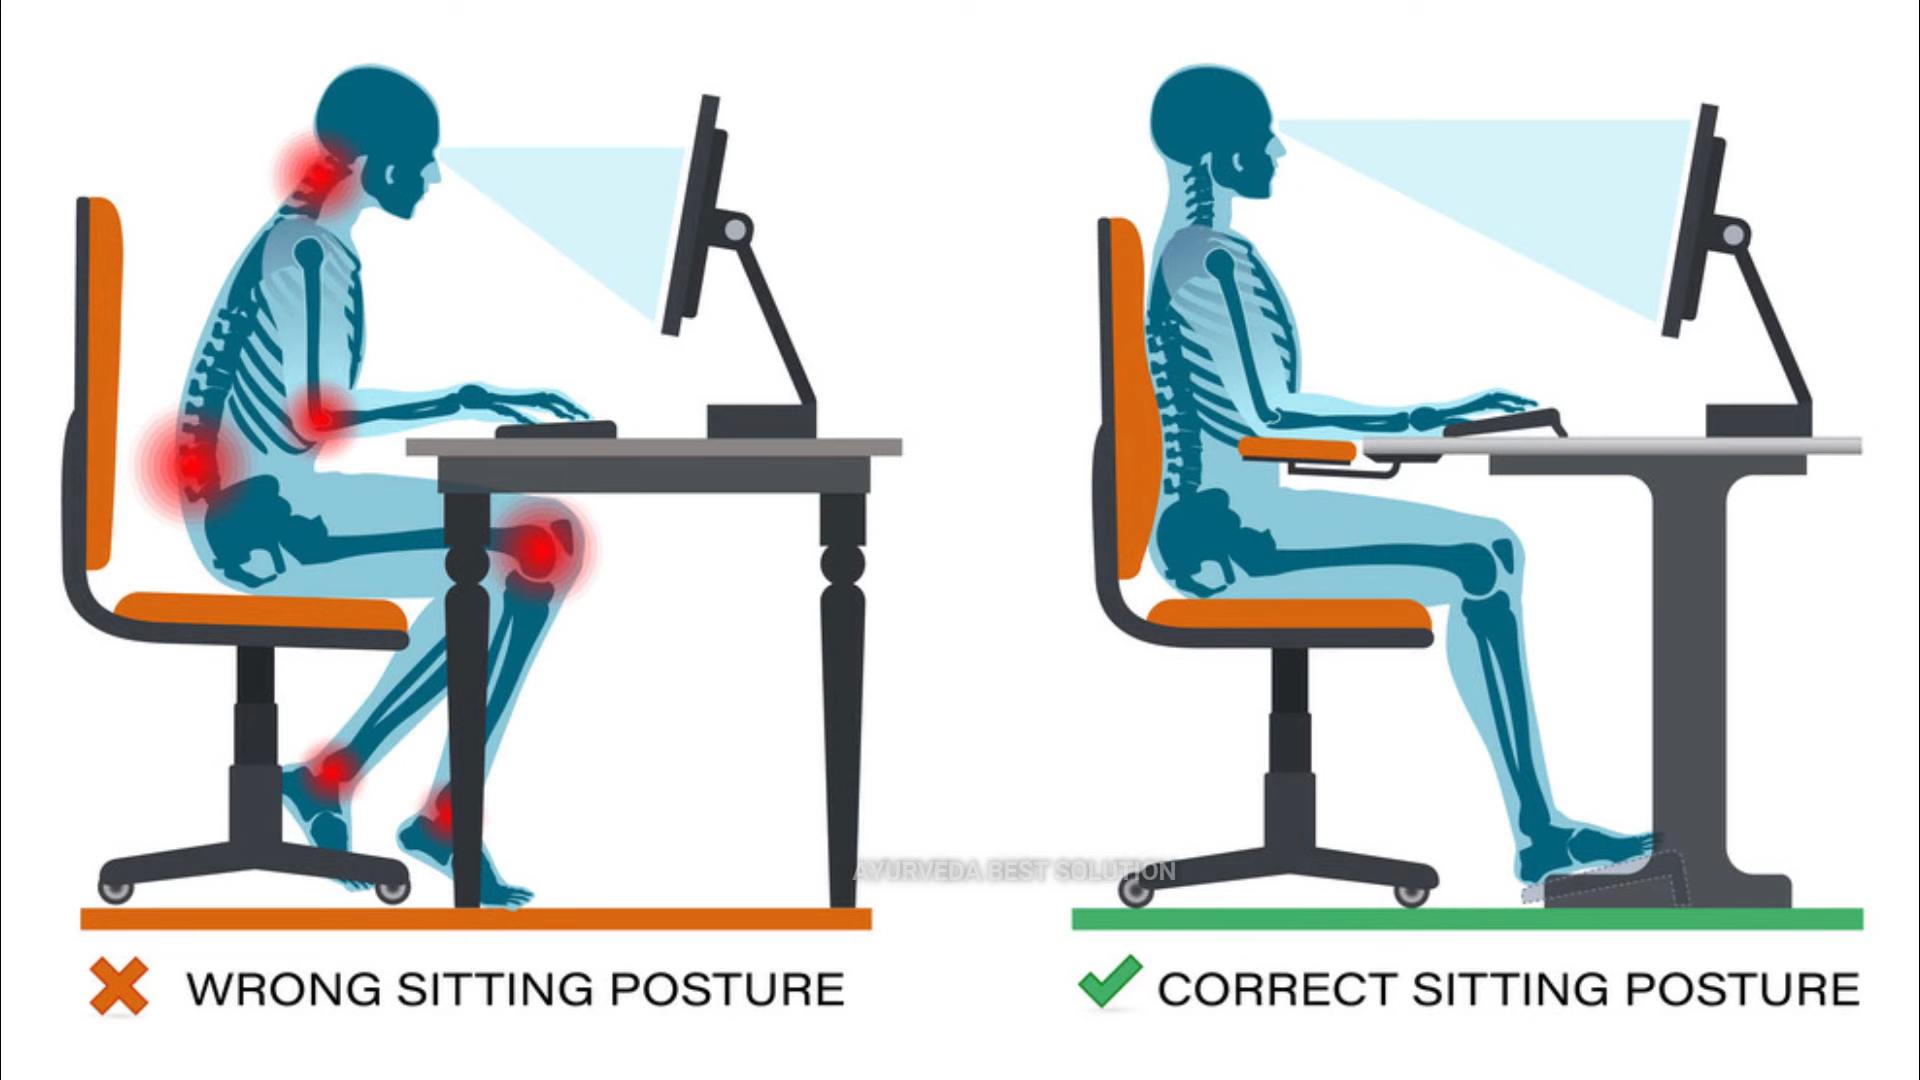 AYURVEDA BEST SOLUTION
WRONG SITTING POSTURE
CORRECT SITTING POSTURE